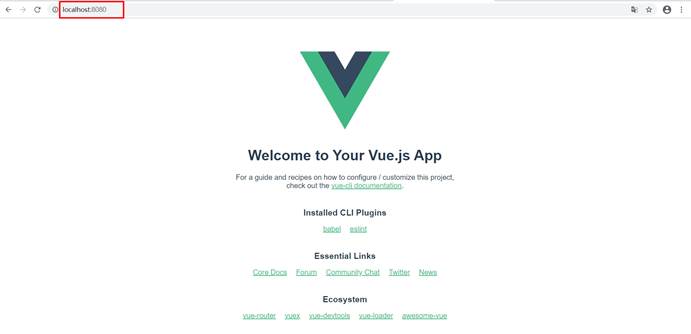 localhost:8080
Welcome to Your Vue.js App
For a guide and recipes on how to configure / customize this project,
check out the vue-cli documentation.
Installed CLI Plugins
babel eslint
Essential Links
Core Docs Forum Community Chat Twitter News
Ecosystem
vue-router vuex vue-devtools vue-loader awesome-vue